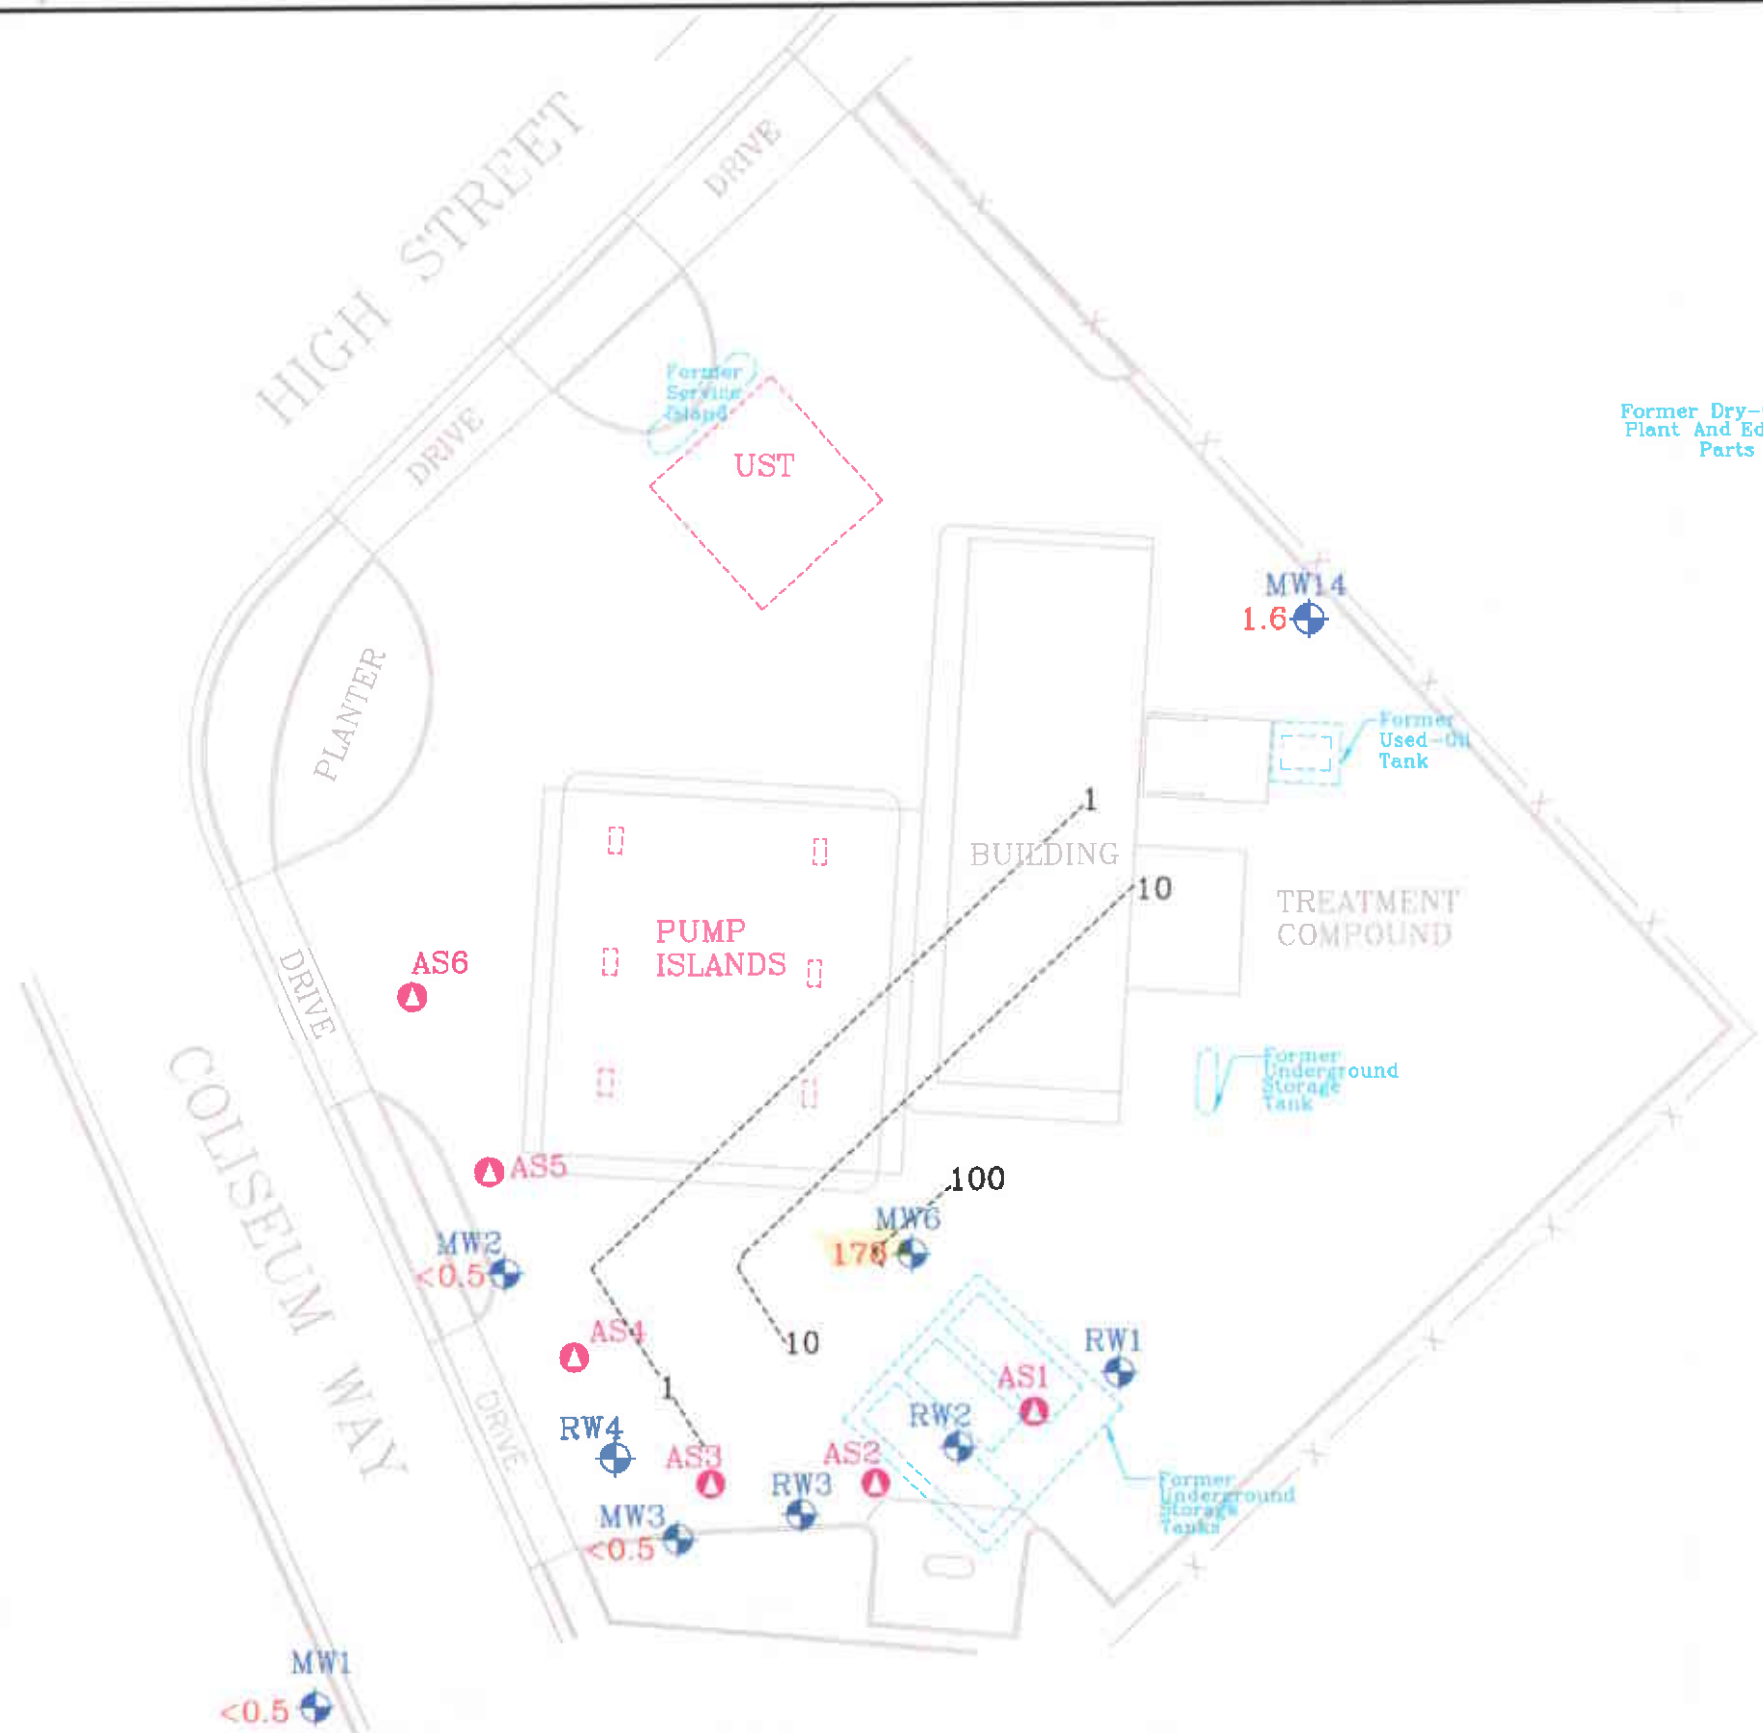 HIGH STREET
DRIVE
DRIVE
Former
Service
Island
UST
Former Dry-
Plant And Ed
Parts
MW14
1.6
PLANTER
Former
Used-Oil
Tank
1
BUILDING
10
TREATMENT
COMPOUND
PUMP
ISLANDS
AS6
DRIVE
COLISEUM WAY
Former
Underground
Storage
Tank
AS5
100
MW6
178
MW2
<0.5
AS4
10
1
RW1
AS1
RW2
DRIVE
RW4
AS3
AS2
RW3
MW3
<0.5
Former
Underground
Storage
Tanks
MW1
<0.5